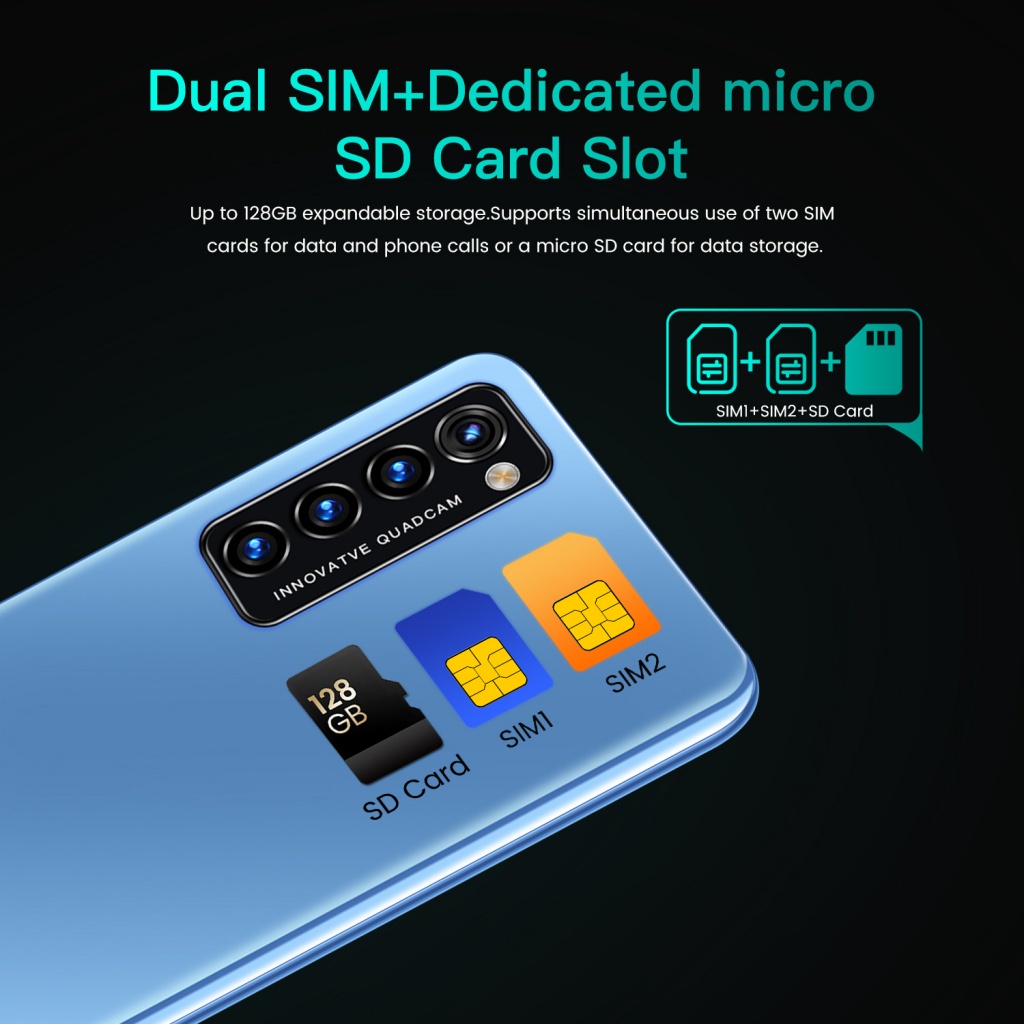 Dual SIM+Dedicated micro
SD Card Slot
Up to 128GB expandable storage.Supports simultaneous use of two SIM
cards for data and phone calls or a micro SD card for data storage.
SIM1+SIM2+SD Card
INNOVATVE QUADCAM
128
GB
SD Card
SIM1
SIM2